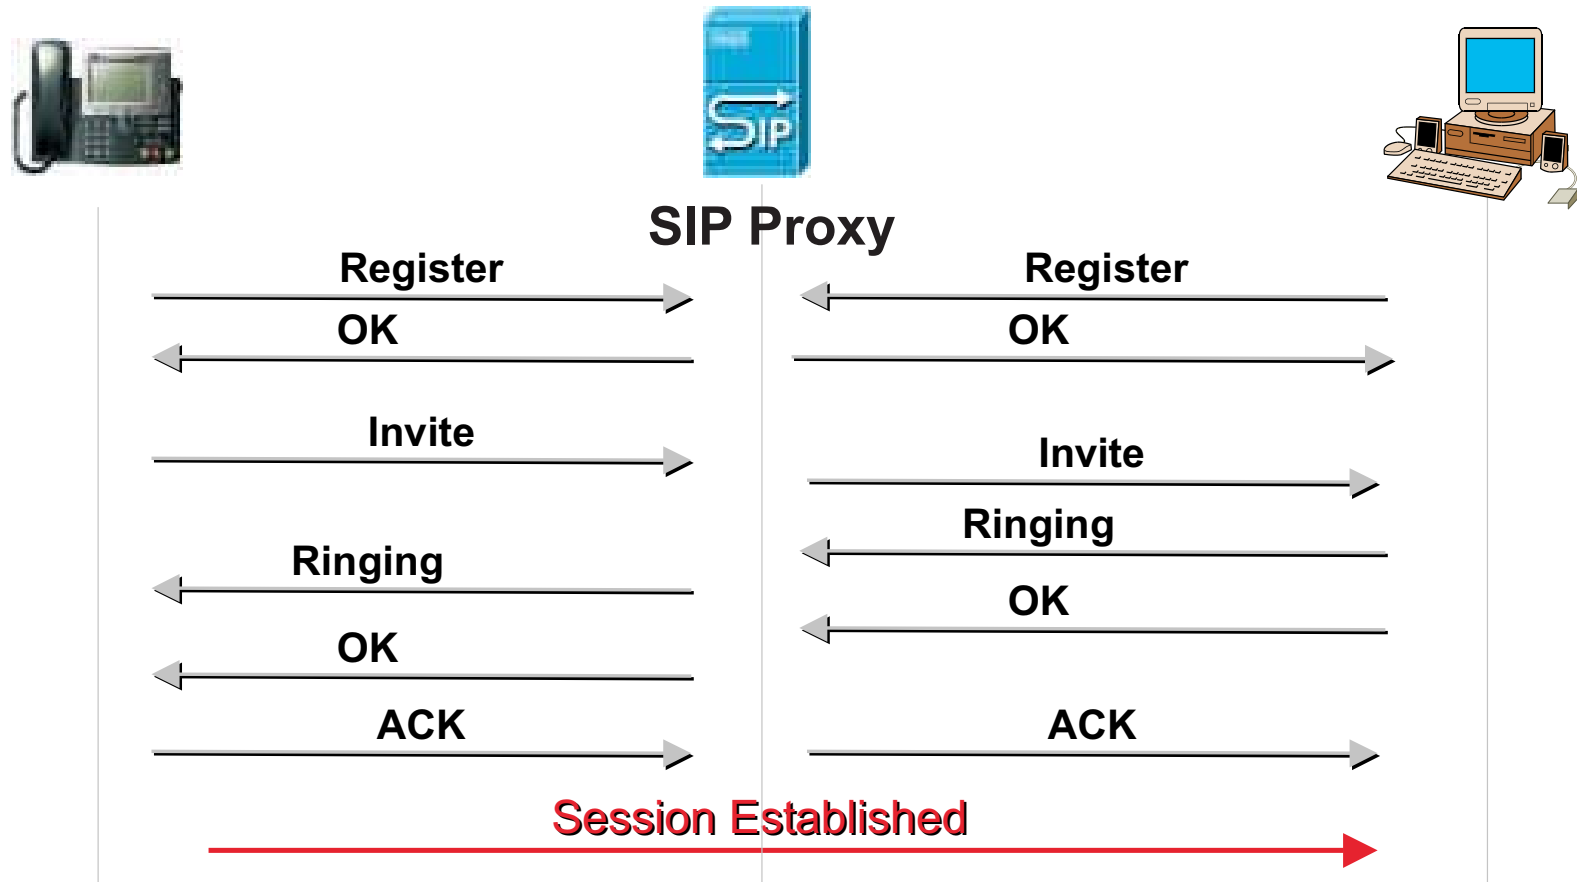 SIP
SIP Proxy
Register
Register
OK
OK
Invite
Invite
Ringing
Ringing
OK
OK
ACK
ACK
Session Established